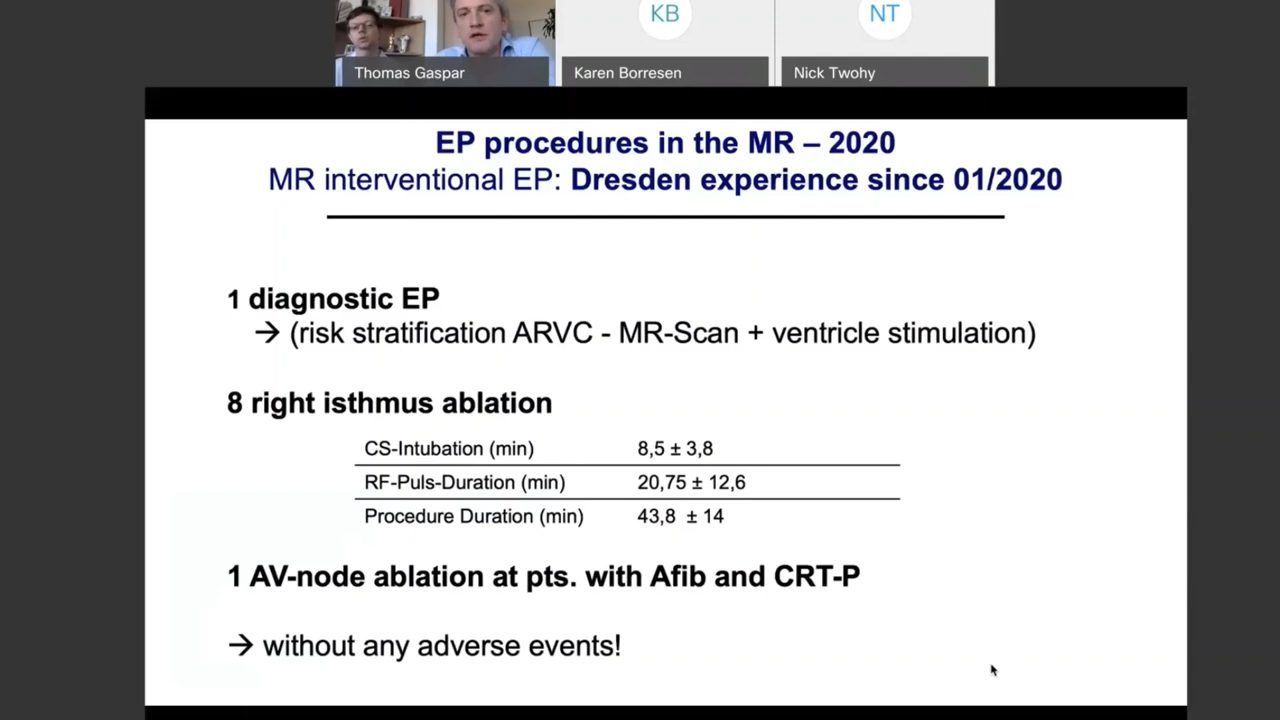 KB
NT
Thomas Gaspar
Karen Borresen
Nick Twohy
EP procedures in the MR – 2020
MR interventional EP: Dresden experience since 01/2020
1 diagnostic EP
→ (risk stratification ARVC - MR-Scan + ventricle stimulation)
8 right isthmus ablation
CS-Intubation (min) 8,5 ± 3,8
RF-Puls-Duration (min) 20,75 ± 12,6
Procedure Duration (min) 43,8 ± 14
1 AV-node ablation at pts. with Afib and CRT-P
→ without any adverse events!